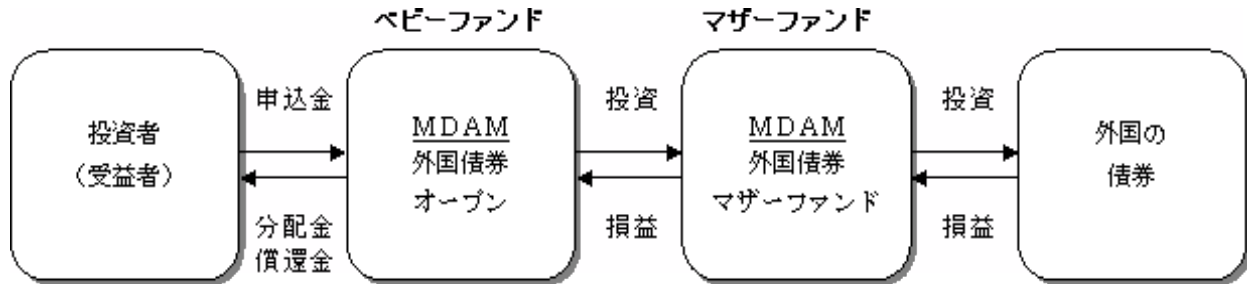 ベビーファンド
マザーファンド
投資者
（受益者）
申込金
分配金
償還金
MDAM
外国債券
オープン
投資
損益
MDAM
外国債券
マザーファンド
投資
損益
外国の
債券